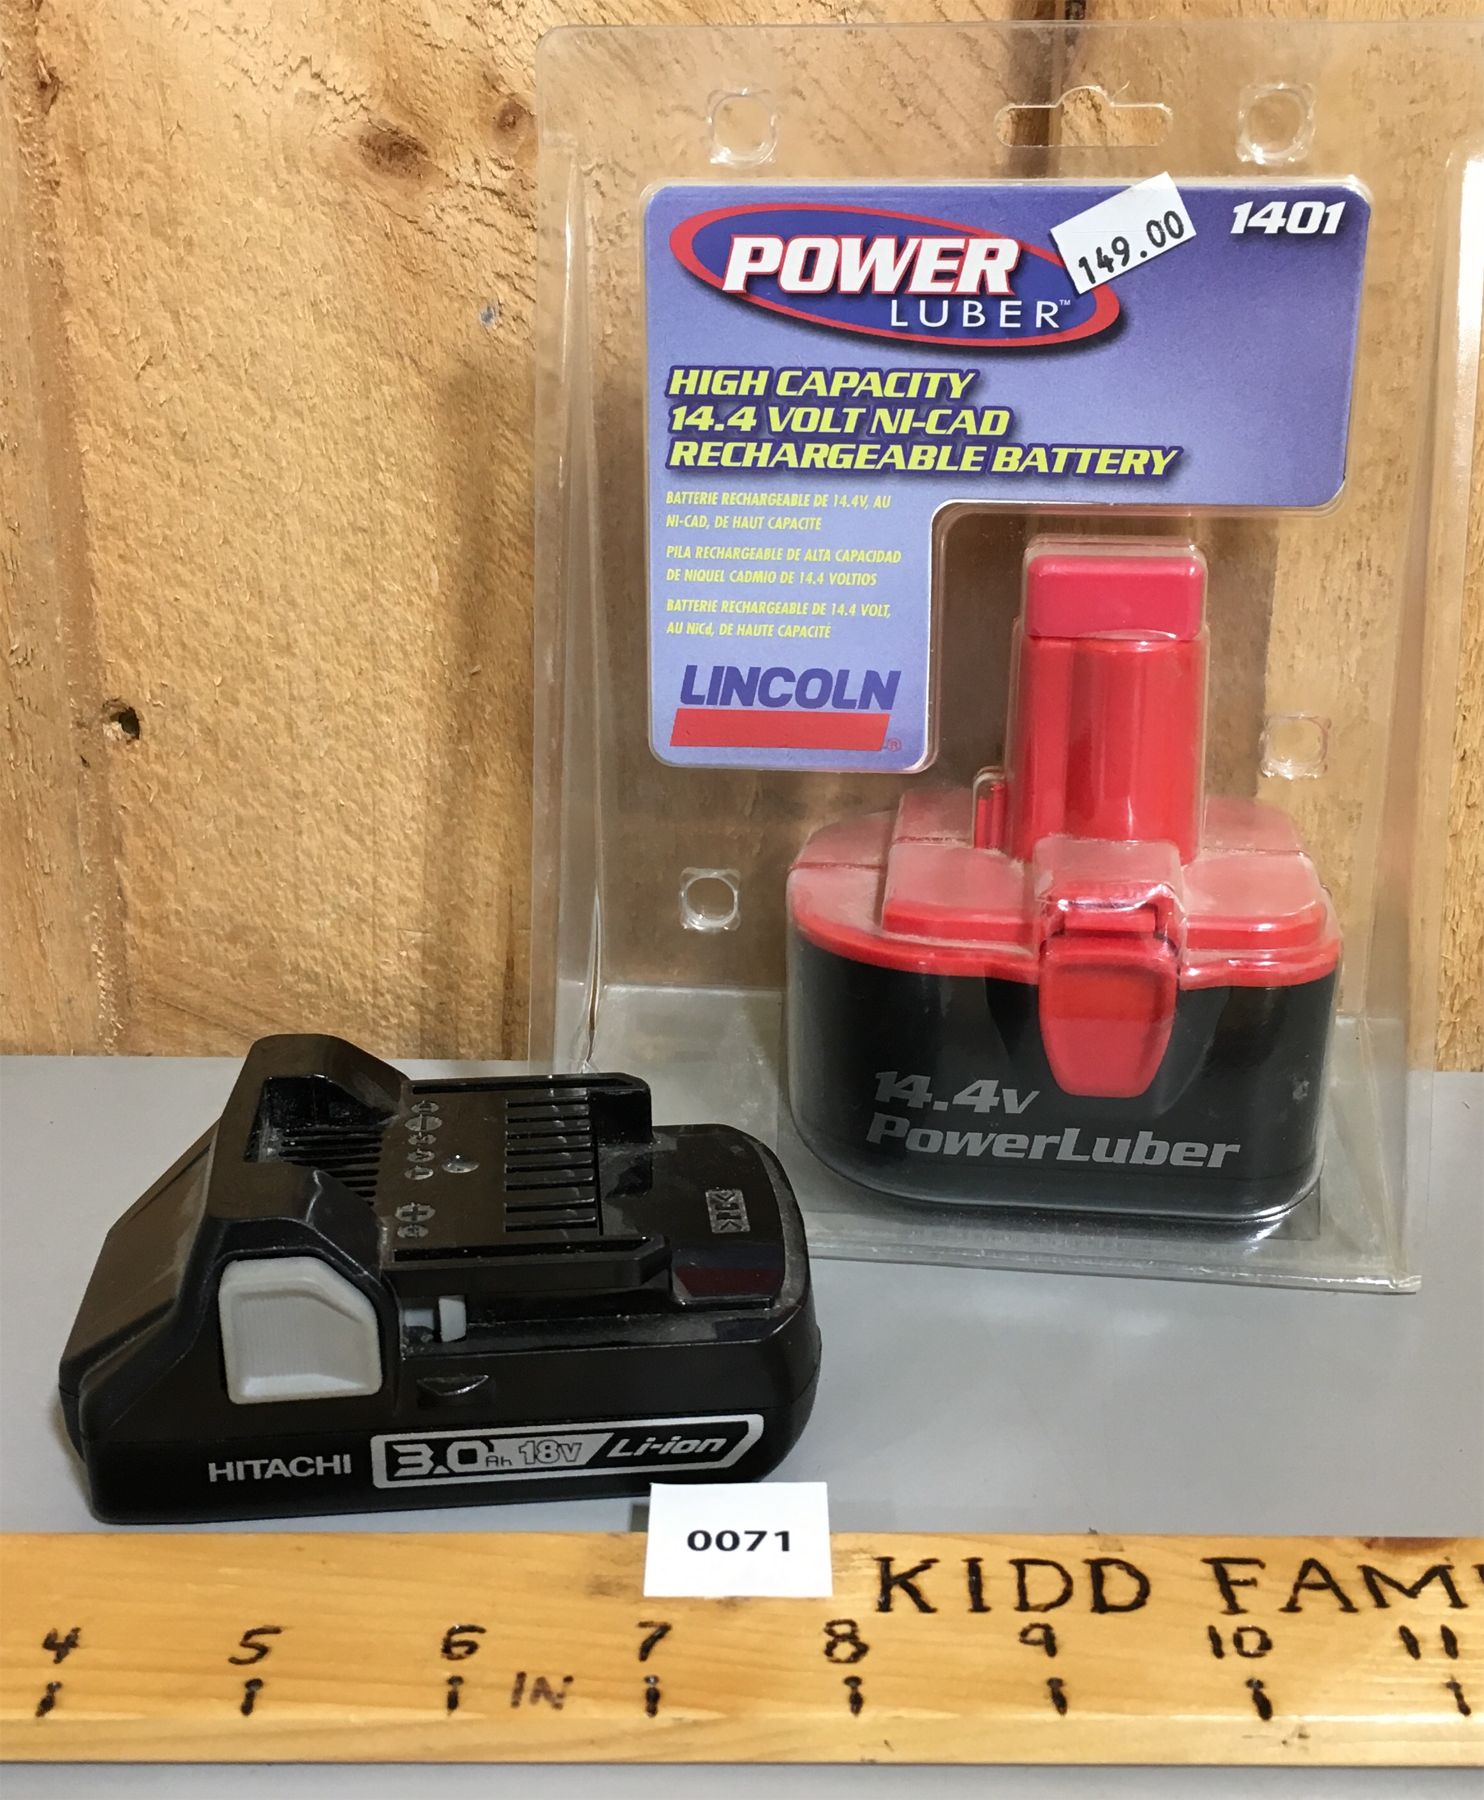 POWER
LUBER™
149.00
1401
HIGH CAPACITY
14.4 VOLT NI-CAD
RECHARGEABLE BATTERY
BATTERIE RECHARGEABLE DE 14.4V, AU
NI-CAD, DE HAUT CAPACITE
PILA RECHARGEABLE DE ALTA CAPACIDAD
DE NIQUEL CADMIO DE 14.4 VOLTIOS
BATTERIE RECHARGEABLE DE 14.4 VOLT,
AU NiCd, DE HAUTE CAPACITÉ
LINCOLN
®
14.4V
PowerLuber
HITACHI 3.0Ah 18V Li-ion
0071
KIDD FAM
4 5 6 7 8 9 10 11
IN